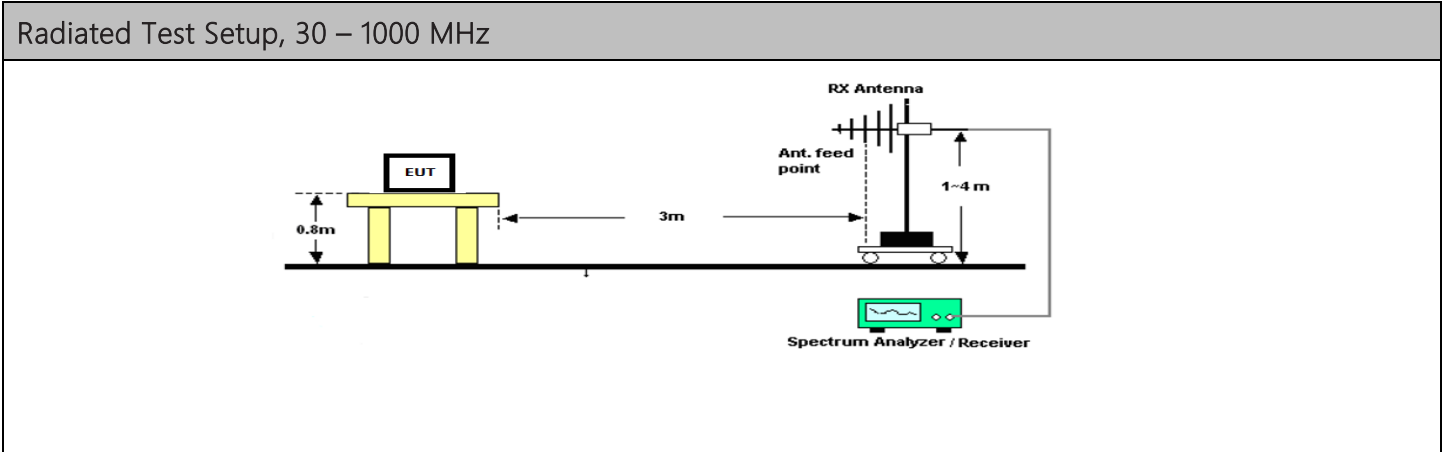 Radiated Test Setup, 30 – 1000 MHz
RX Antenna
Ant. feed
point
EUT
1~4 m
3m
0.8m
Spectrum Analyzer / Receiver